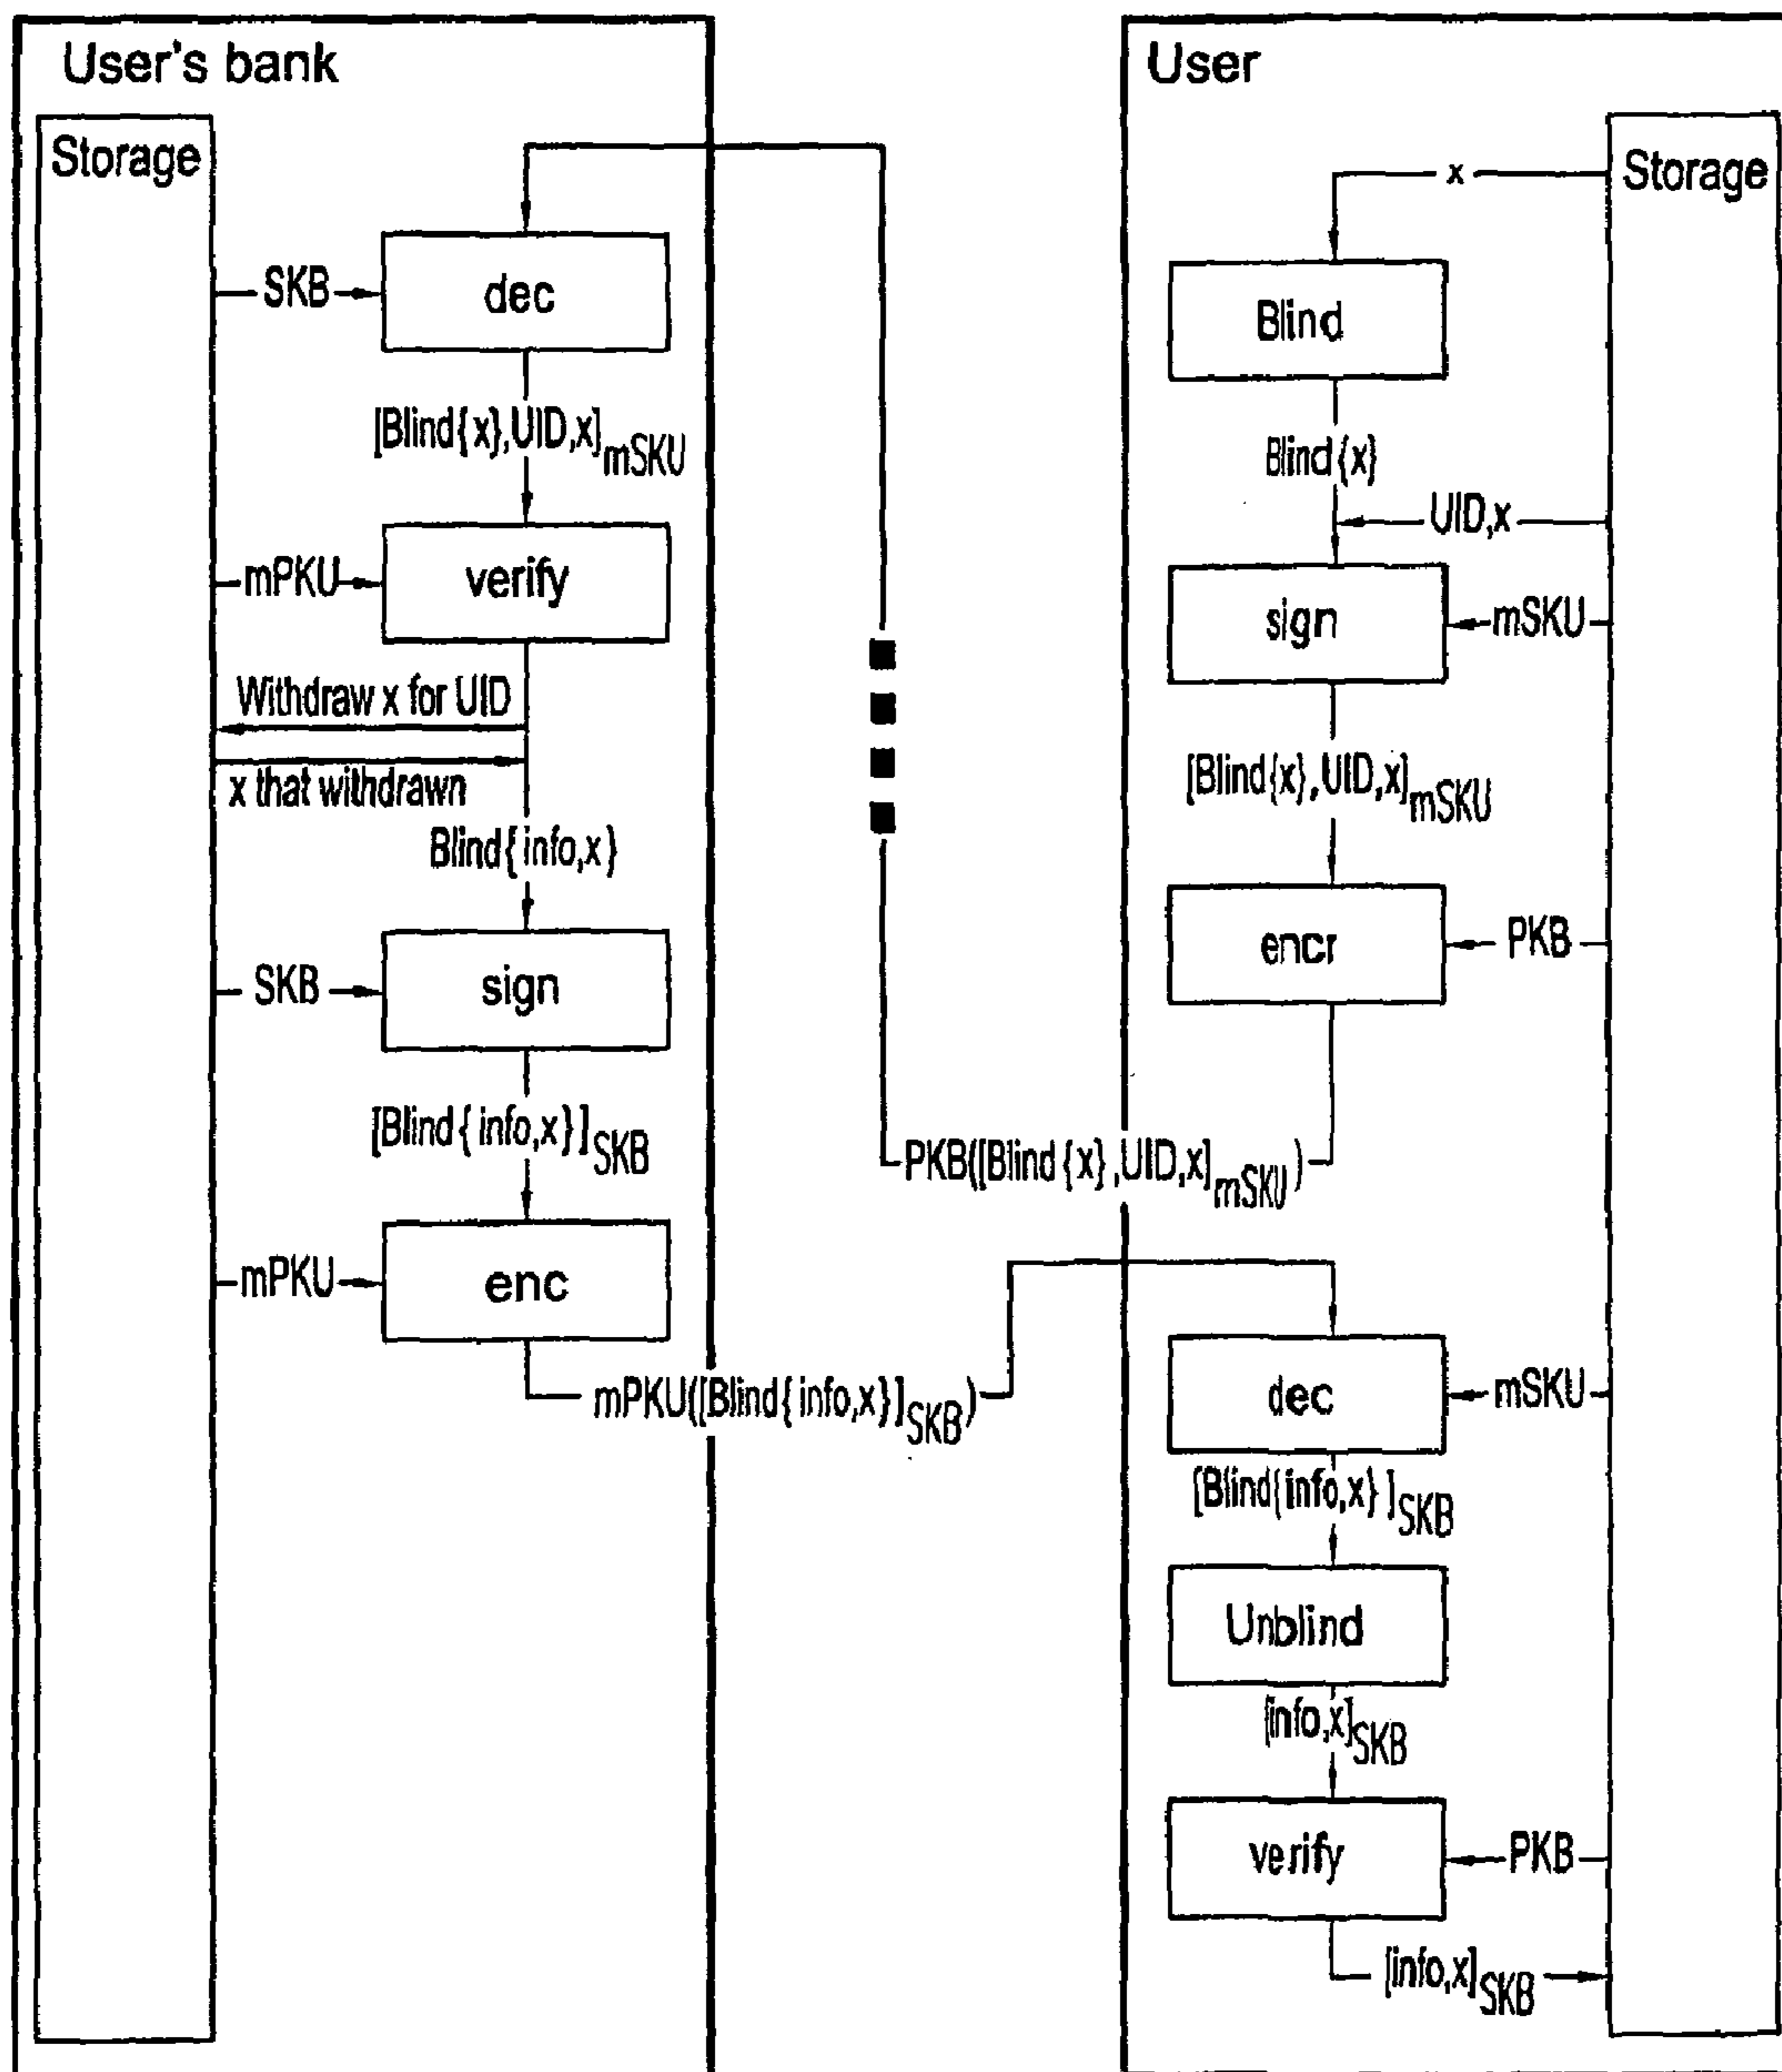 User's bank
Storage
SKB
dec
[Blind{x},UID,x]mSKU
mPKU
verify
Withdraw x for UID
x that withdrawn
Blind{info,x}
SKB
sign
[Blind{info,x}]SKB
mPKU
enc
mPKU([Blind{info,x}]SKB)
User
Storage
x
Blind
Blind{x}
UID,x
sign
mSKU
[Blind{x},UID,x]mSKU
encr
PKB
PKB([Blind{x},UID,x]mSKU)
dec
mSKU
[Blind{info,x}]SKB
Unblind
[info,x]SKB
verify
PKB
[info,x]SKB